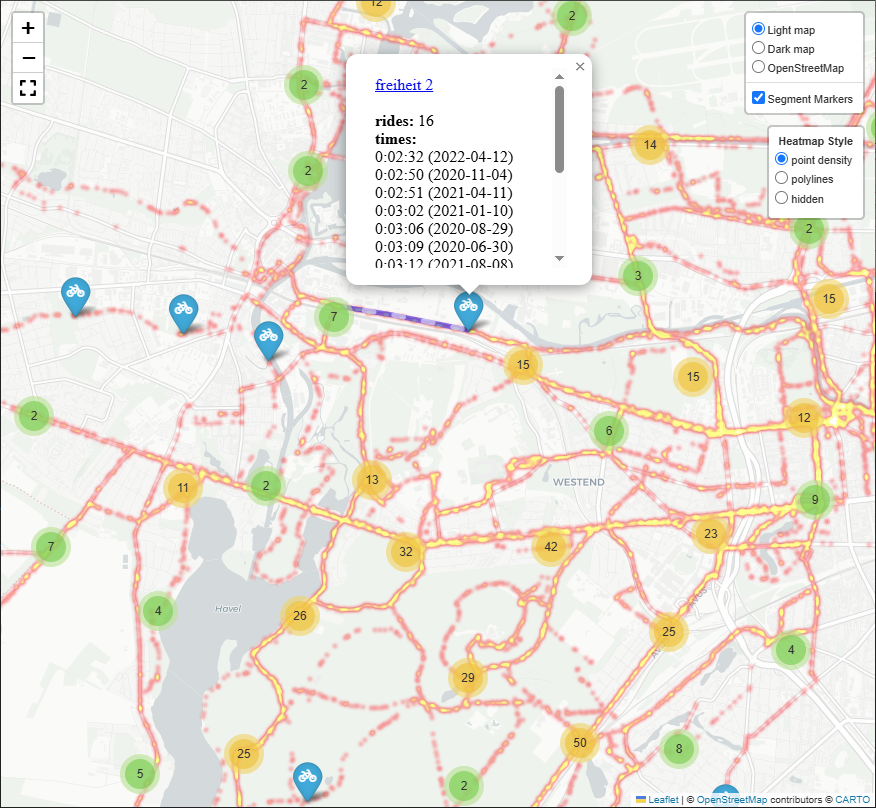 +
−
12
2
2
×
freiheit 2
rides: 16
times:
0:02:32 (2022-04-12)
0:02:50 (2020-11-04)
0:02:51 (2021-04-11)
0:03:02 (2021-01-10)
0:03:06 (2020-08-29)
0:03:09 (2020-06-30)
0:03:12 (2021-08-08)
Light map
Dark map
OpenStreetMap
Segment Markers
Heatmap Style
point density
polylines
hidden
14
2
2
3
15
7
15
15
2
6
12
11
2
13
WESTEND
9
7
32
42
23
AVUS
4
Havel
26
25
4
29
25
50
8
5
2
Leaflet | © OpenStreetMap contributors © CARTO